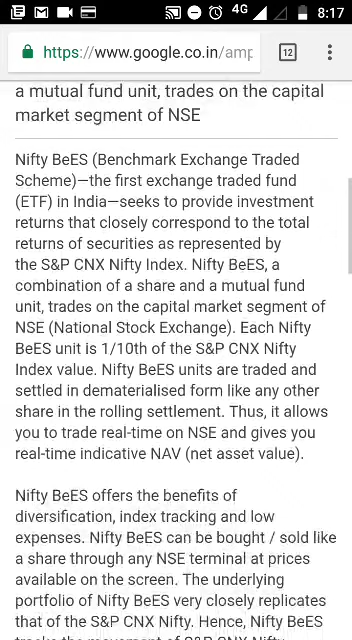 4G 8:17
https://www.google.co.in/amp 12
a mutual fund unit, trades on the capital
market segment of NSE
Nifty BeES (Benchmark Exchange Traded
Scheme)—the first exchange traded fund
(ETF) in India—seeks to provide investment
returns that closely correspond to the total
returns of securities as represented by
the S&P CNX Nifty Index. Nifty BeES, a
combination of a share and a mutual fund
unit, trades on the capital market segment of
NSE (National Stock Exchange). Each Nifty
BeES unit is 1/10th of the S&P CNX Nifty
Index value. Nifty BeES units are traded and
settled in dematerialised form like any other
share in the rolling settlement. Thus, it allows
you to trade real-time on NSE and gives you
real-time indicative NAV (net asset value).
Nifty BeES offers the benefits of
diversification, index tracking and low
expenses. Nifty BeES can be bought / sold like
a share through any NSE terminal at prices
available on the screen. The underlying
portfolio of Nifty BeES very closely replicates
that of the S&P CNX Nifty. Hence, Nifty BeES
tracks the movement of S&P CNX Nifty